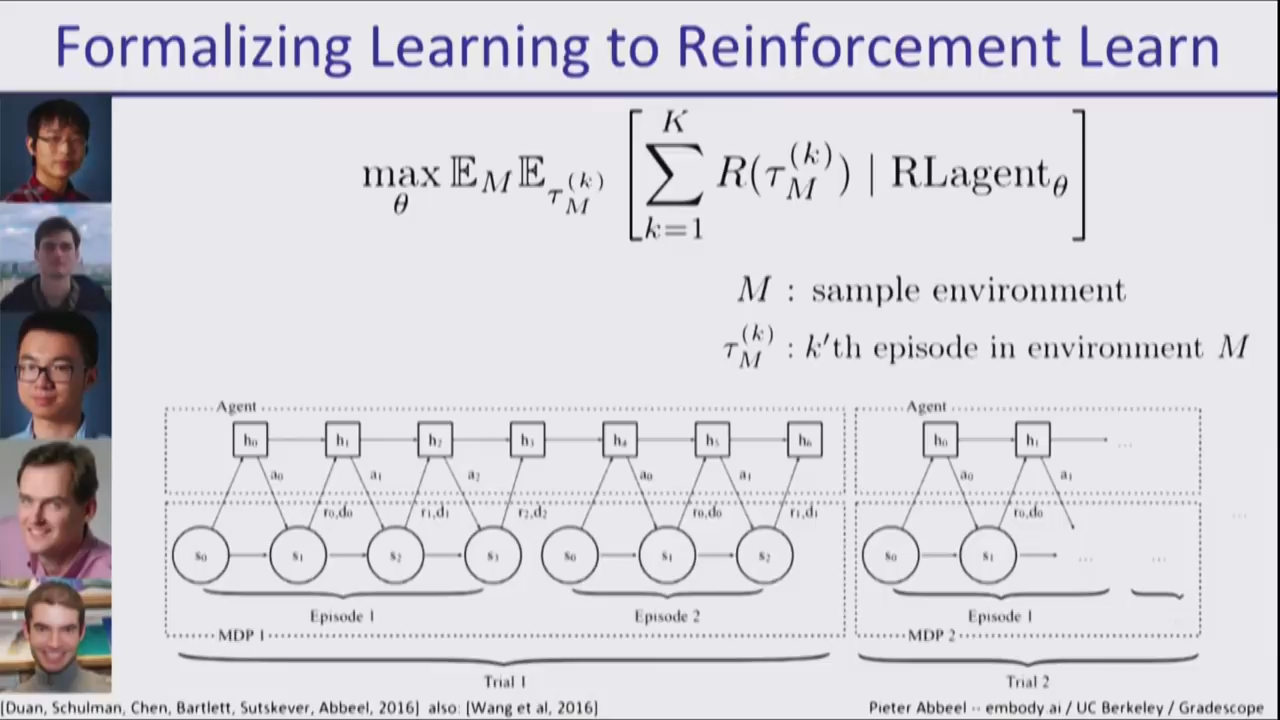 Formalizing Learning to Reinforcement Learn
max_θ 𝔼_M 𝔼_{τ_M^{(k)}} [ ∑_{k=1}^{K} R(τ_M^{(k)}) | RLagent_θ ]
M : sample environment
τ_M^{(k)} : k′th episode in environment M
Agent Agent
h₀ h₁ h₂ h₃ h₄ h₅ h₆ h₀ h₁ ...
a₀ a₁ a₂ a₀ a₁ a₀ a₁
r₀,d₀ r₁,d₁ r₂,d₂ r₀,d₀ r₁,d₁ r₀,d₀ ...
s₀ s₁ s₂ s₃ s₀ s₁ s₂ s₀ s₁ ... ...
Episode 1 Episode 2 Episode 1
MDP 1 MDP 2
Trial 1 Trial 2
[Duan, Schulman, Chen, Bartlett, Sutskever, Abbeel, 2016] also: [Wang et al, 2016]
Pieter Abbeel -- embody.ai / UC Berkeley / Gradescope